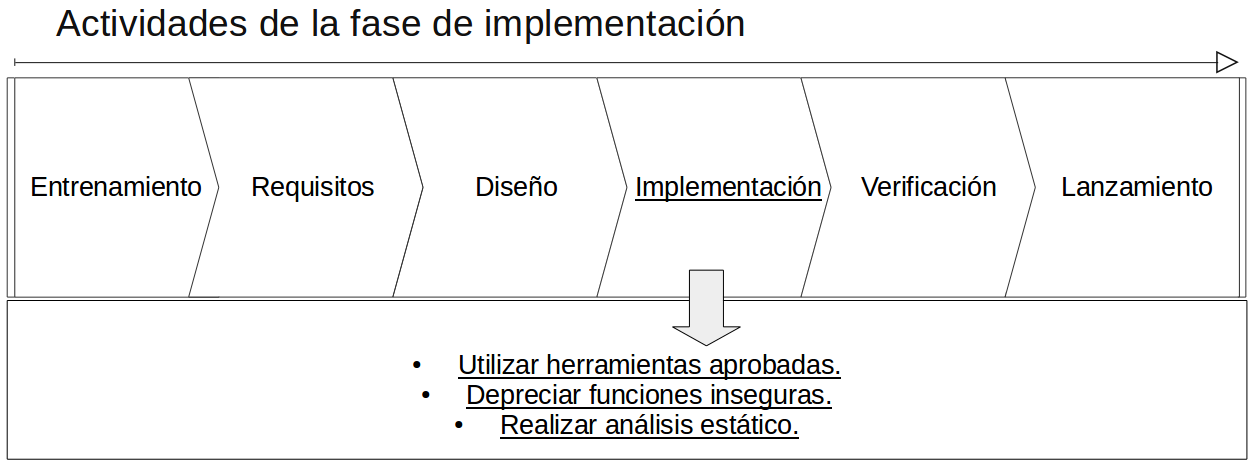 Actividades de la fase de implementación
Entrenamiento
Requisitos
Diseño
Implementación
Verificación
Lanzamiento
• Utilizar herramientas aprobadas.
• Depreciar funciones inseguras.
• Realizar análisis estático.